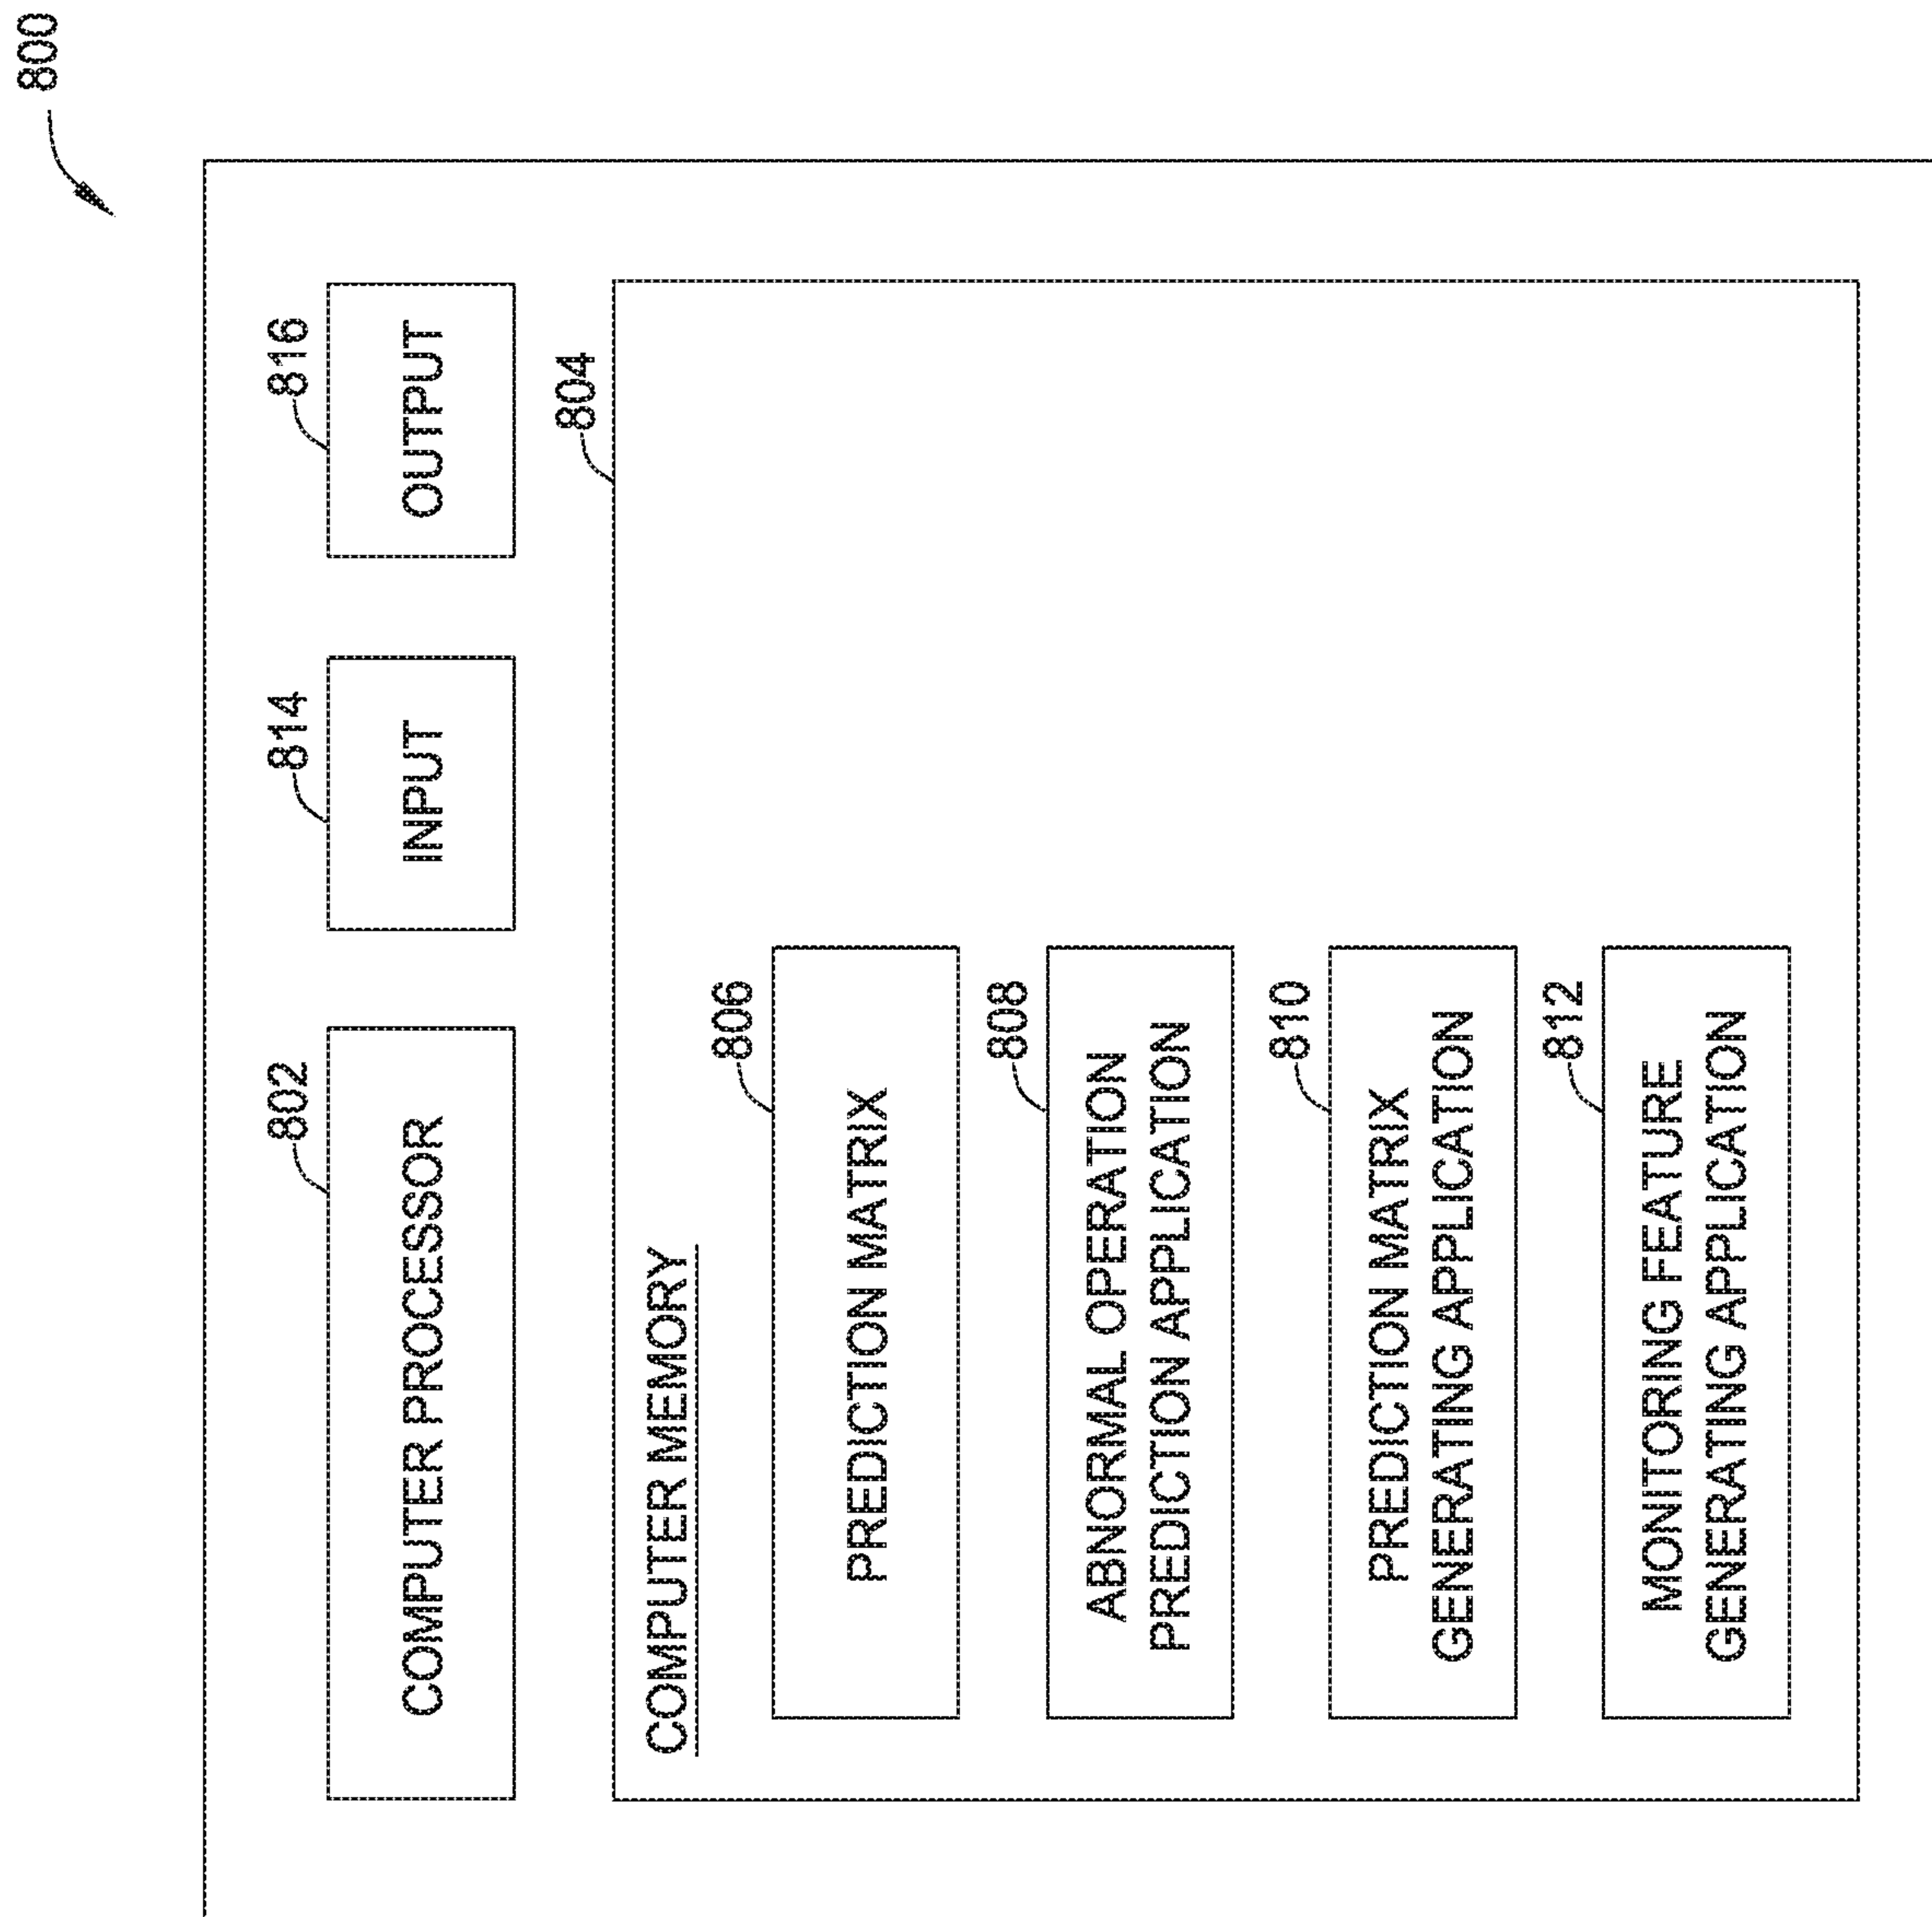 800
802
COMPUTER PROCESSOR
814
INPUT
816
OUTPUT
804
COMPUTER MEMORY
806
PREDICTION MATRIX
808
ABNORMAL OPERATION
PREDICTION APPLICATION
810
PREDICTION MATRIX
GENERATING APPLICATION
812
MONITORING FEATURE
GENERATING APPLICATION